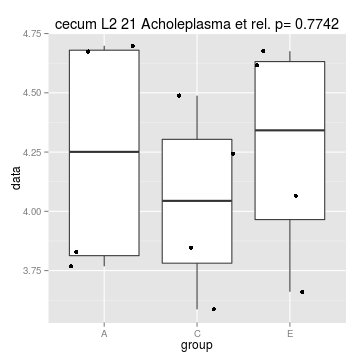 cecum L2 21 Acholeplasma et rel. p= 0.7742
data
4.75
4.50
4.25
4.00
3.75
A C E
group